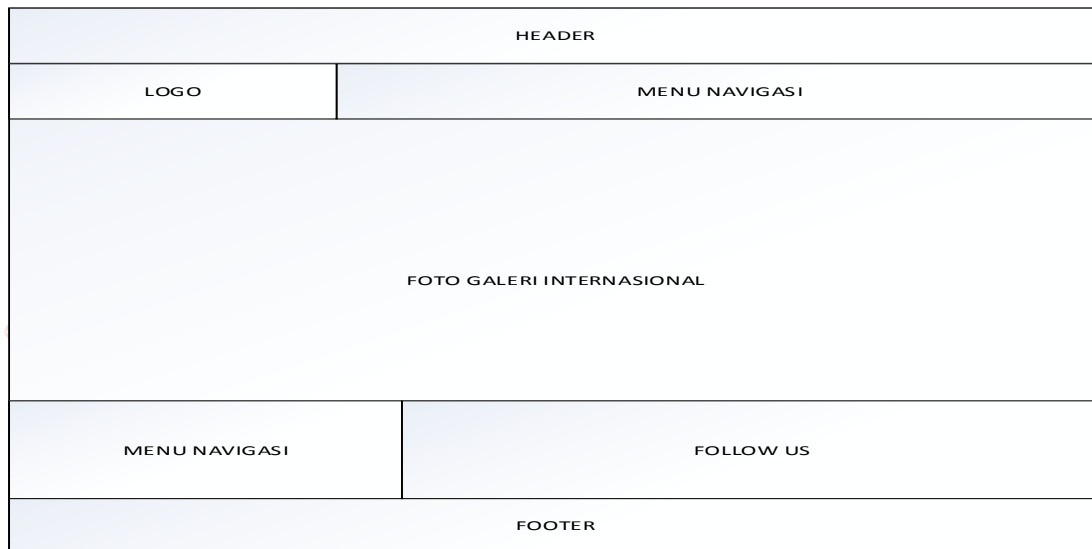 HEADER
LOGO
MENU NAVIGASI
FOTO GALERI INTERNASIONAL
MENU NAVIGASI
FOLLOW US
FOOTER